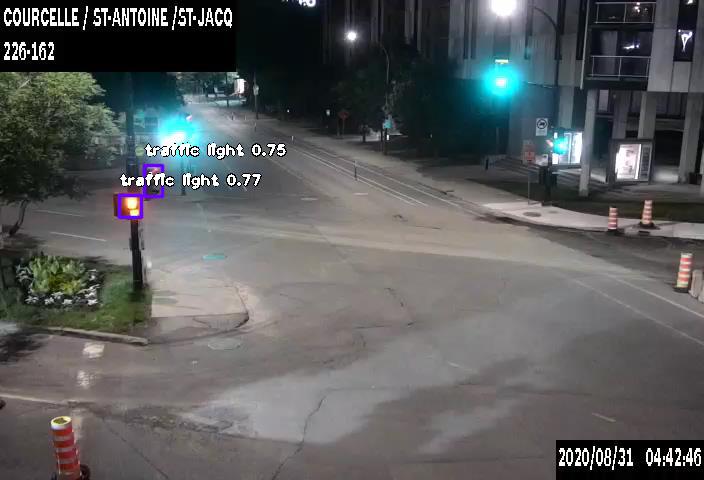 COURCELLE / ST-ANTOINE /ST-JACQ
226-162
traffic light 0.75
traffic light 0.77
2020/08/31 04:42:46